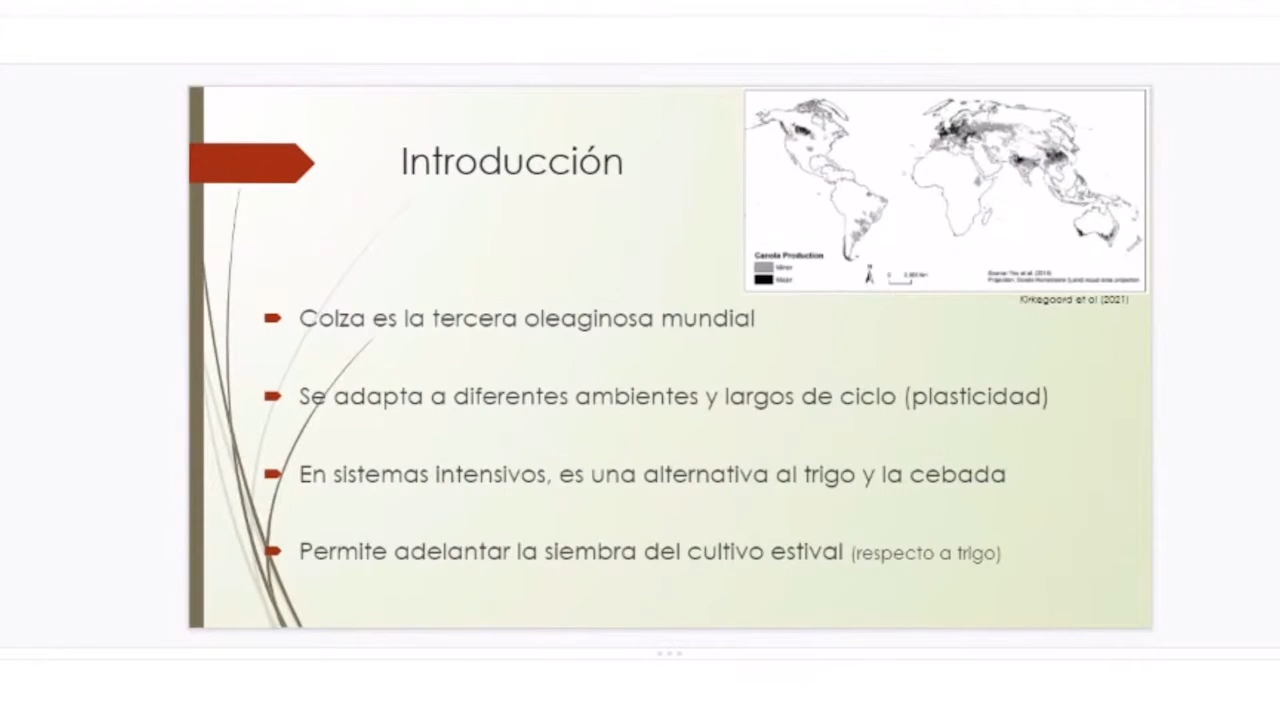 Introducción
Canola Production
Minor
Major
N
Kirkegaard et al (2021)
Colza es la tercera oleaginosa mundial
Se adapta a diferentes ambientes y largos de ciclo (plasticidad)
En sistemas intensivos, es una alternativa al trigo y la cebada
Permite adelantar la siembra del cultivo estival (respecto a trigo)